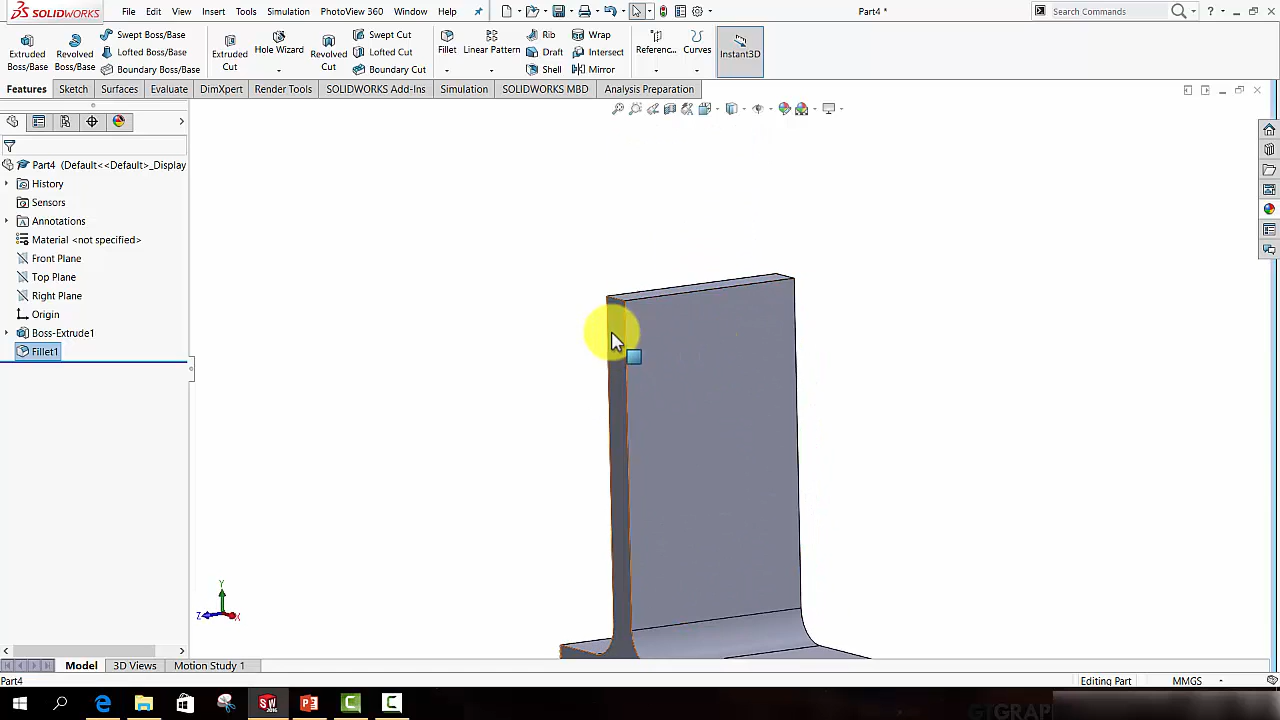 SOLIDWORKS
File Edit View Insert Tools Simulation PhotoView 360 Window Help
Part4 *
Search Commands
?
Extruded Boss/Base
Revolved Boss/Base
Swept Boss/Base
Lofted Boss/Base
Boundary Boss/Base
Extruded Cut
Hole Wizard
Revolved Cut
Swept Cut
Lofted Cut
Boundary Cut
Fillet
Linear Pattern
Rib
Draft
Shell
Wrap
Intersect
Mirror
Referenc...
Curves
Instant3D
Features Sketch Surfaces Evaluate DimXpert Render Tools SOLIDWORKS Add-Ins Simulation SOLIDWORKS MBD Analysis Preparation
Part4 (Default<<Default>_Display
History
Sensors
Annotations
Material <not specified>
Front Plane
Top Plane
Right Plane
Origin
Boss-Extrude1
Fillet1
Y
Z
X
Model 3D Views Motion Study 1
Part4
Editing Part
MMGS